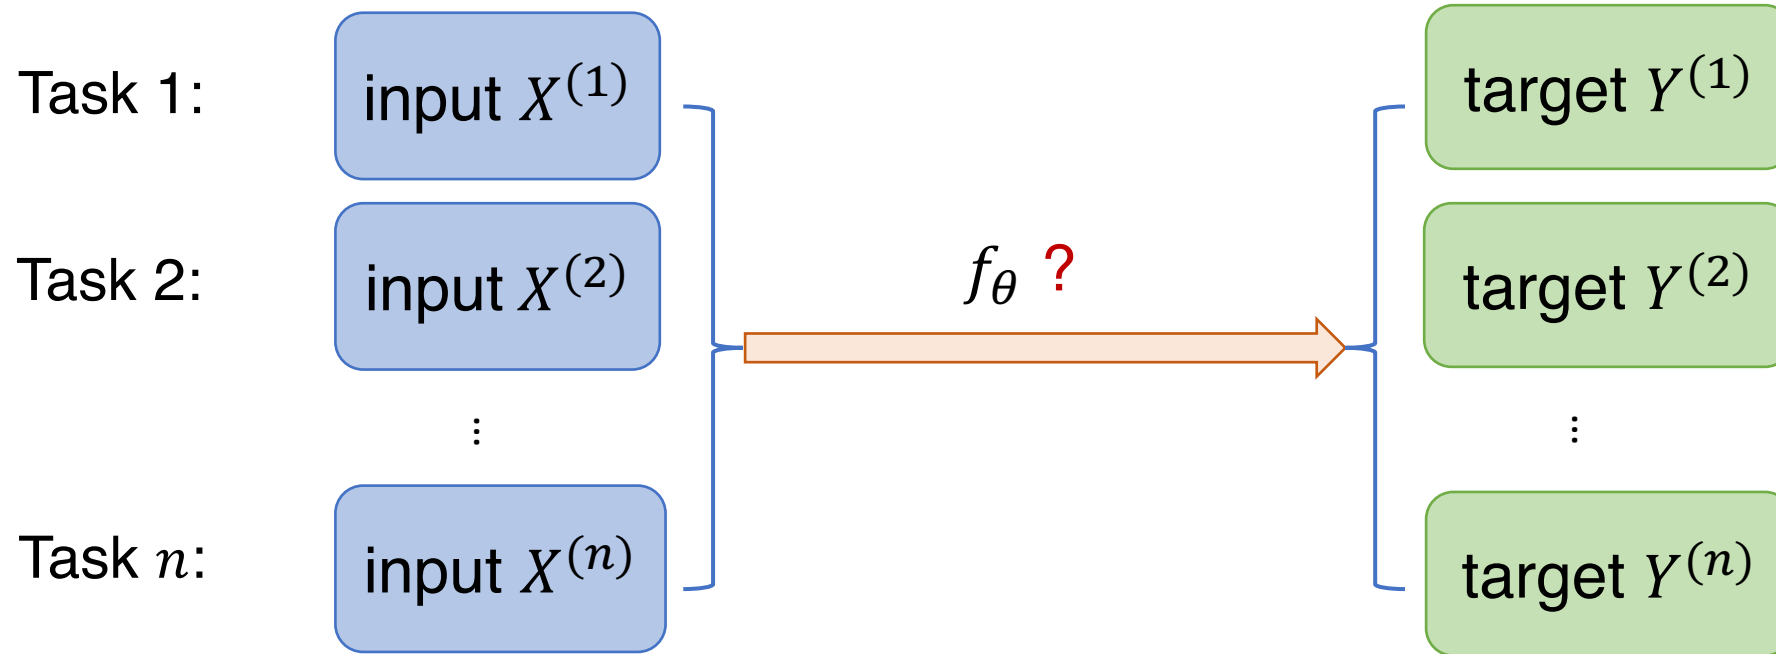 Task 1: input X^(1) target Y^(1)
Task 2: input X^(2) f_θ ? target Y^(2)
⋮ ⋮
Task n: input X^(n) target Y^(n)